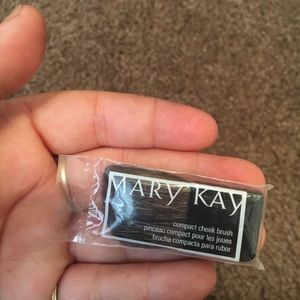 MARY KAY
compact cheek brush
pinceau compact pour les joues
brocha compacta para rubor